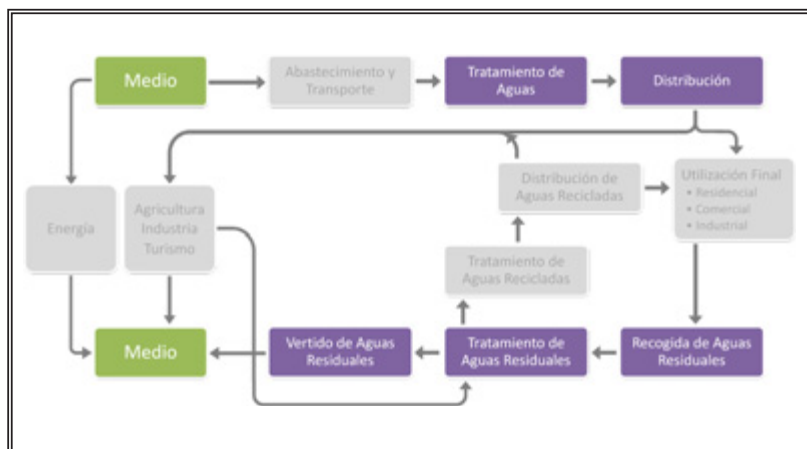 Medio
Abastecimiento y
Transporte
Tratamiento de
Aguas
Distribución
Energía
Agricultura
Industria
Turismo
Distribución de
Aguas Recicladas
Utilización Final
• Residencial
• Comercial
• Industrial
Tratamiento de
Aguas Recicladas
Medio
Vertido de Aguas
Residuales
Tratamiento de
Aguas Residuales
Recogida de Aguas
Residuales